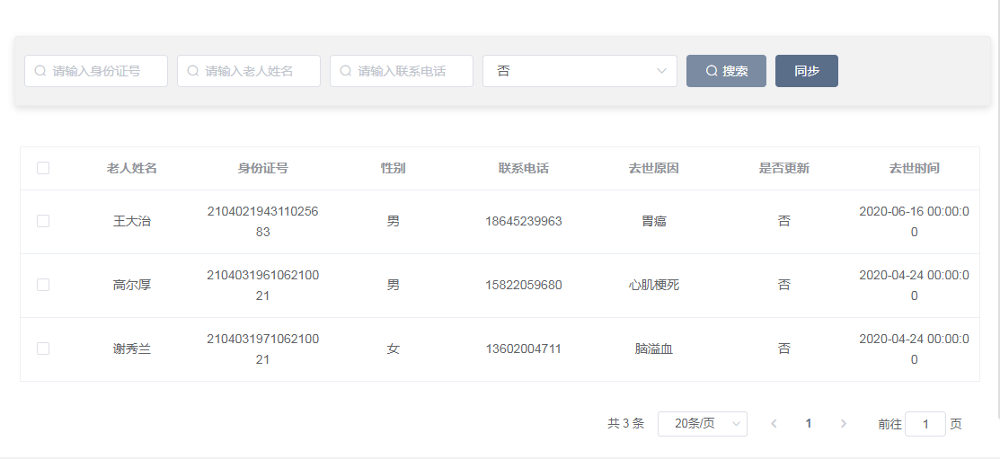 请输入身份证号 请输入老人姓名 请输入联系电话 否 搜索 同步
老人姓名 身份证号 性别 联系电话 去世原因 是否更新 去世时间
王大治 210402194311025683 男 18645239963 胃癌 否 2020-06-16 00:00:00
高尔厚 210403196106210021 男 15822059680 心肌梗死 否 2020-04-24 00:00:00
谢秀兰 210403197106210021 女 13602004711 脑溢血 否 2020-04-24 00:00:00
共 3 条 20条/页 1 前往 1 页